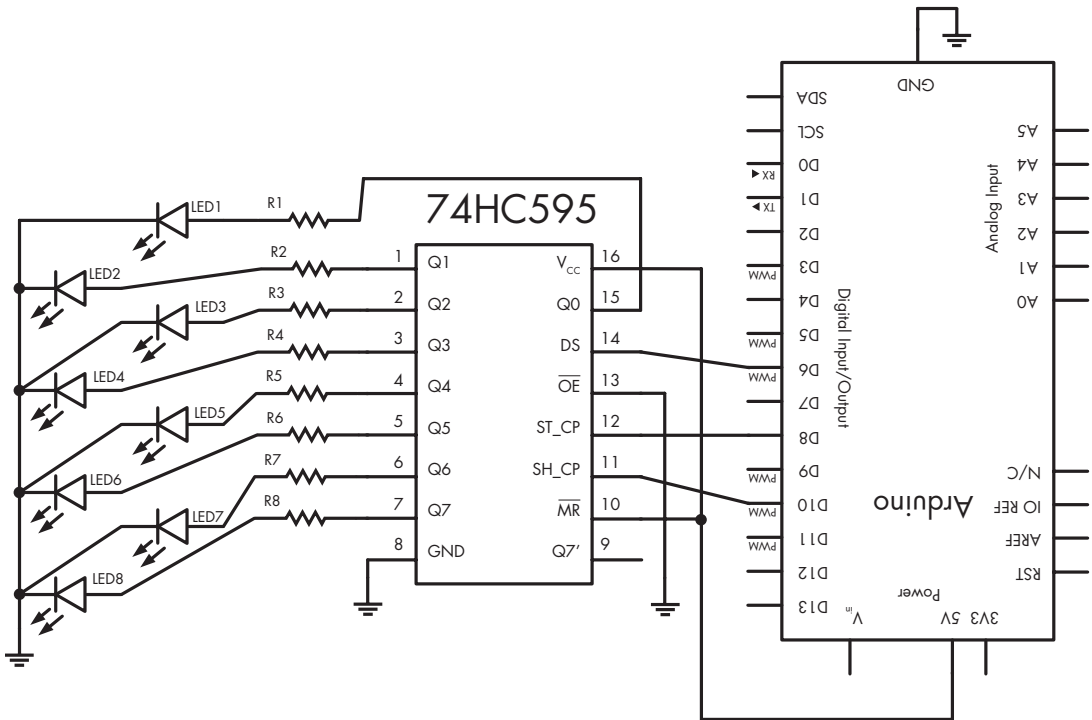 74HC595
LED1
R1
LED2
R2
LED3
R3
LED4
R4
LED5
R5
LED6
R6
LED7
R7
LED8
R8
1 Q1
2 Q2
3 Q3
4 Q4
5 Q5
6 Q6
7 Q7
8 GND
VCC 16
Q0 15
DS 14
OE 13
ST_CP 12
SH_CP 11
MR 10
Q7' 9
GND
SDA
SCL
D0
RX
D1
TX
D2
D3
PWM
D4
D5
PWM
D6
PWM
D7
D8
D9
PWM
D10
PWM
D11
PWM
D12
D13
Digital Input/Output
Arduino
Analog Input
A5
A4
A3
A2
A1
A0
N/C
IO REF
AREF
RST
Power
Vin
5V
3V3